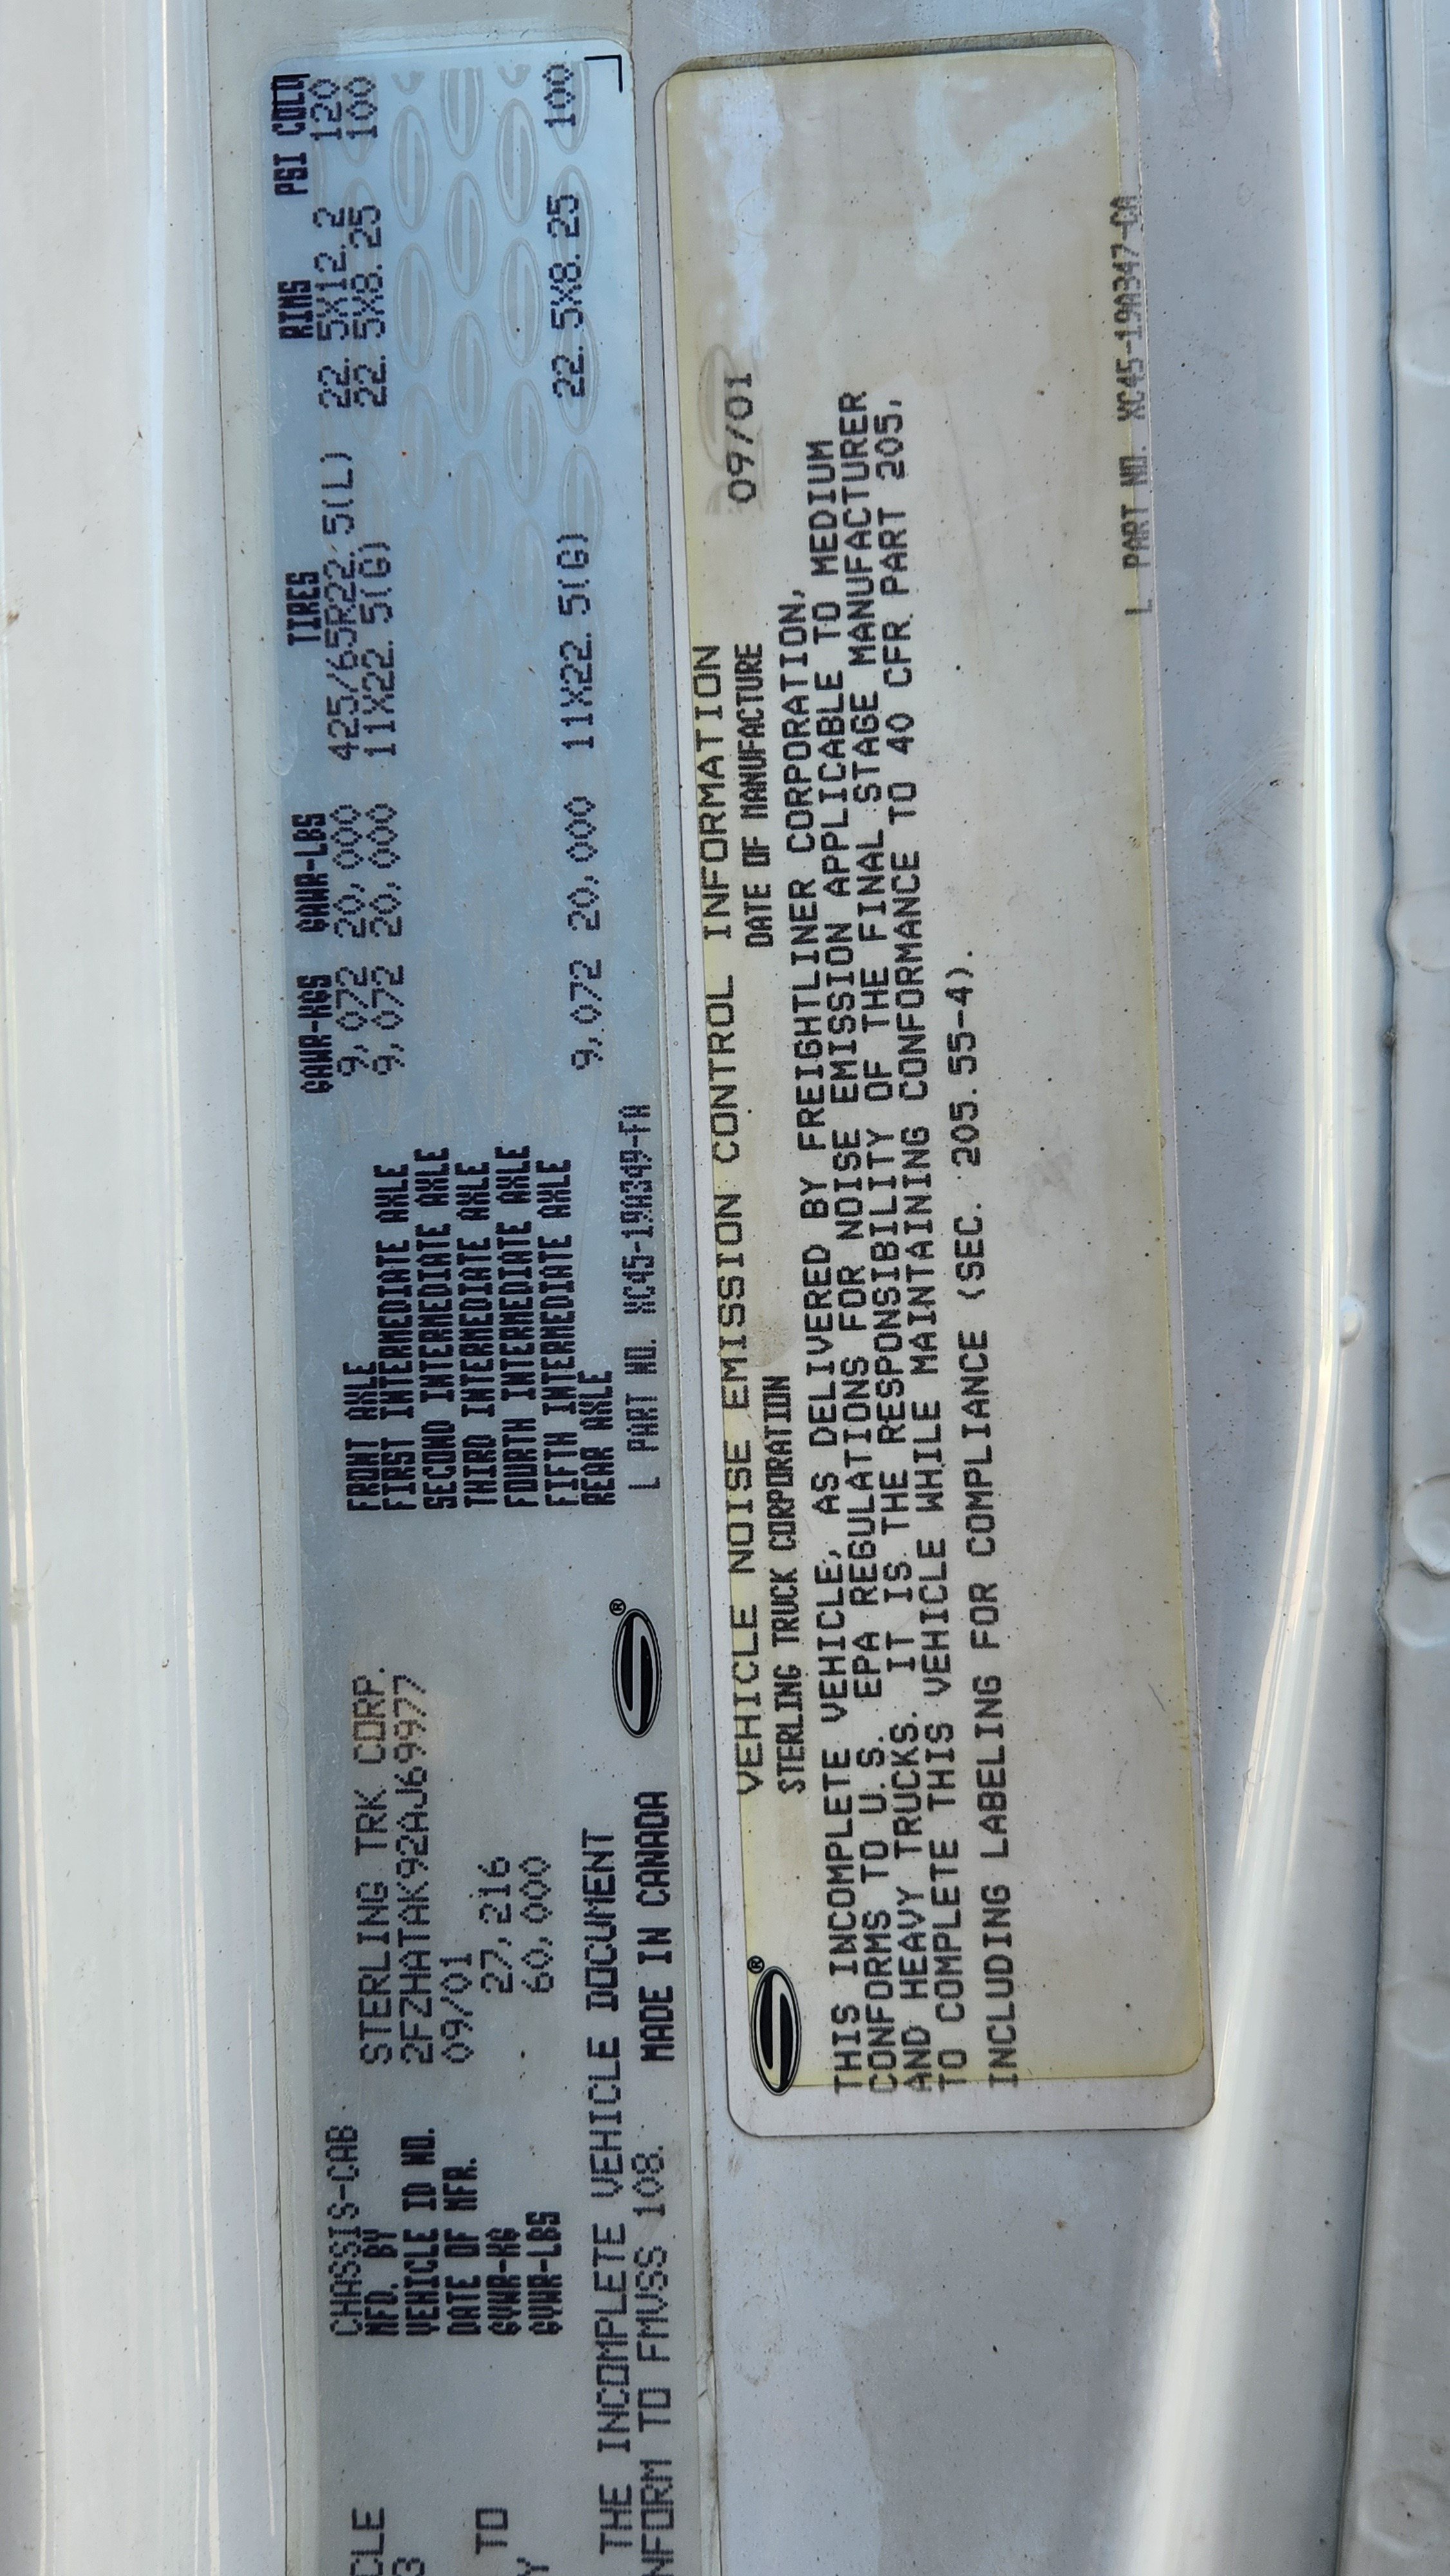 CHASSIS-CAB
MFD. BY STERLING TRK CORP.
VEHICLE ID NO. 2FZHATAK92AJ69977
DATE OF MFR. 09/01
GVWR-KG 27,216
GVWR-LBS 60,000
TO
THE INCOMPLETE VEHICLE DOCUMENT
FMVSS 108. MADE IN CANADA
GAWR-KGS GAWR-LBS TIRES RIMS PSI COLD
FRONT AXLE 9,072 20,000 425/65R22.5(L) 22.5X12.2 120
FIRST INTERMEDIATE AXLE 9,072 20,000 11X22.5(G) 22.5X8.25 100
SECOND INTERMEDIATE AXLE
THIRD INTERMEDIATE AXLE
FOURTH INTERMEDIATE AXLE
FIFTH INTERMEDIATE AXLE
REAR AXLE 9,072 20,000 11X22.5(G) 22.5X8.25 100
L PART NO. XC45-19A349-FA
VEHICLE NOISE EMISSION CONTROL INFORMATION
STERLING TRUCK CORPORATION DATE OF MANUFACTURE 09/01
THIS INCOMPLETE VEHICLE, AS DELIVERED BY FREIGHTLINER CORPORATION,
CONFORMS TO U.S. EPA REGULATIONS FOR NOISE EMISSION APPLICABLE TO MEDIUM
AND HEAVY TRUCKS. IT IS THE RESPONSIBILITY OF THE FINAL STAGE MANUFACTURER
TO COMPLETE THIS VEHICLE WHILE MAINTAINING CONFORMANCE TO 40 CFR PART 205,
INCLUDING LABELING FOR COMPLIANCE (SEC. 205.55-4).
L PART NO. XC45-19A347-CA